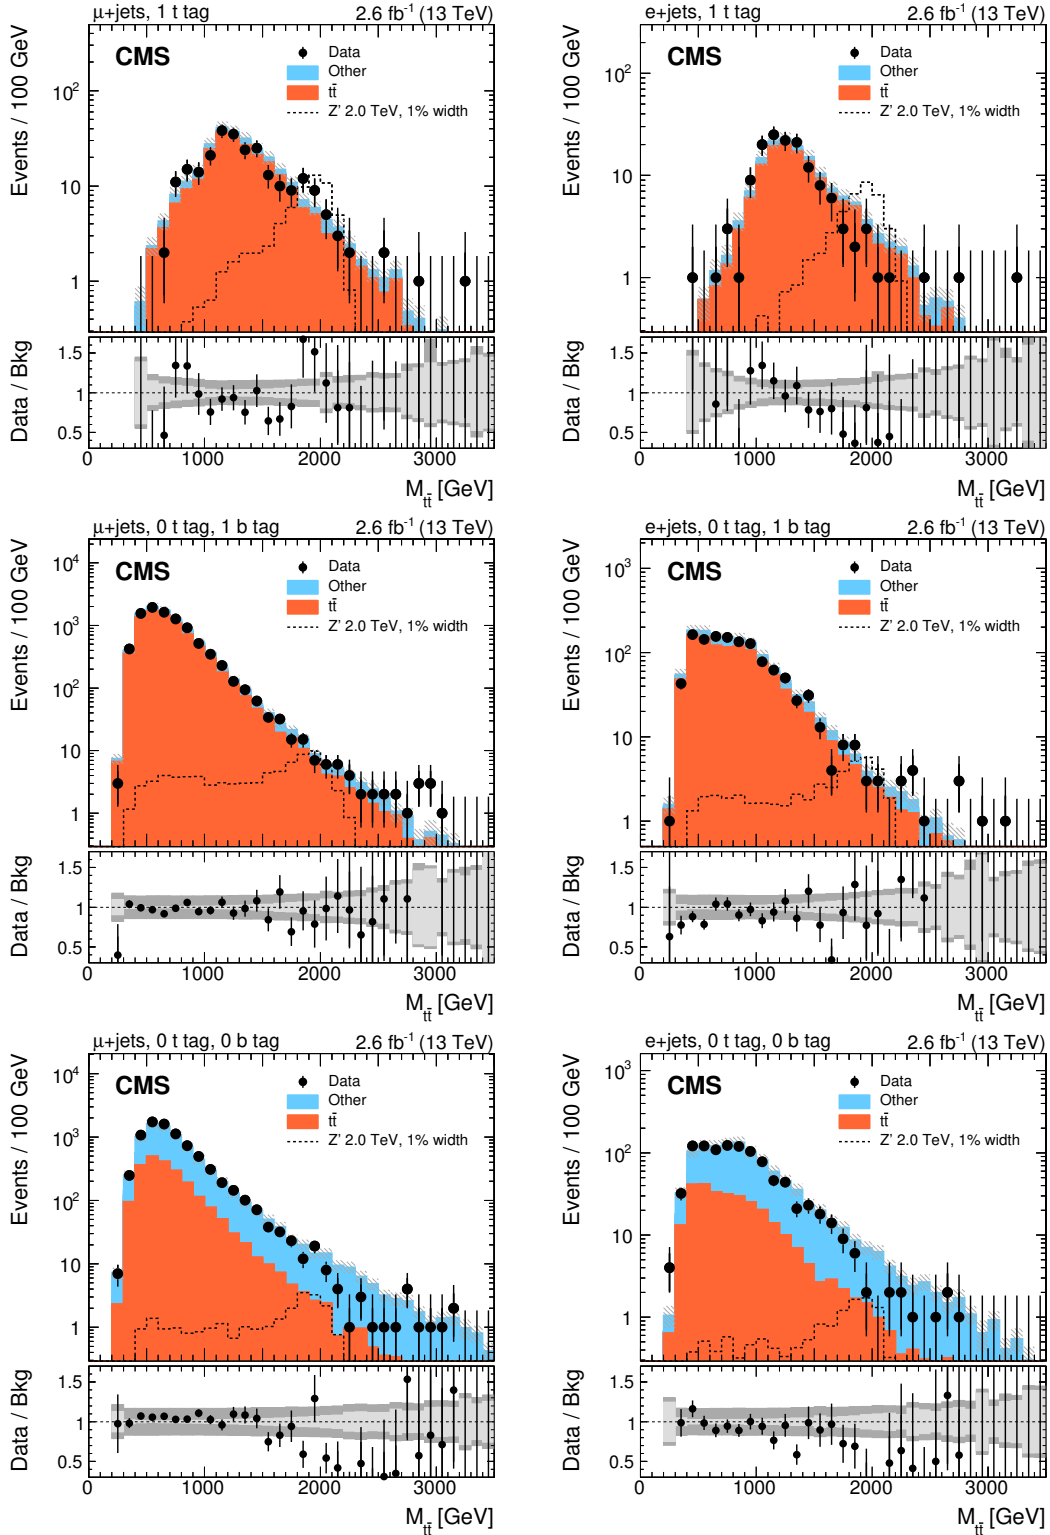 μ+jets, 1 t tag 2.6 fb⁻¹ (13 TeV)
CMS
Data
Other
tt̄
Z' 2.0 TeV, 1% width
Events / 100 GeV
10²
10
1
Data / Bkg
1.5
1
0.5
0 1000 2000 3000
M_tt̄ [GeV]
e+jets, 1 t tag 2.6 fb⁻¹ (13 TeV)
CMS
Data
Other
tt̄
Z' 2.0 TeV, 1% width
Events / 100 GeV
10²
10
1
Data / Bkg
1.5
1
0.5
0 1000 2000 3000
M_tt̄ [GeV]
μ+jets, 0 t tag, 1 b tag 2.6 fb⁻¹ (13 TeV)
CMS
Data
Other
tt̄
Z' 2.0 TeV, 1% width
Events / 100 GeV
10⁴
10³
10²
10
1
Data / Bkg
1.5
1
0.5
0 1000 2000 3000
M_tt̄ [GeV]
e+jets, 0 t tag, 1 b tag 2.6 fb⁻¹ (13 TeV)
CMS
Data
Other
tt̄
Z' 2.0 TeV, 1% width
Events / 100 GeV
10³
10²
10
1
Data / Bkg
1.5
1
0.5
0 1000 2000 3000
M_tt̄ [GeV]
μ+jets, 0 t tag, 0 b tag 2.6 fb⁻¹ (13 TeV)
CMS
Data
Other
tt̄
Z' 2.0 TeV, 1% width
Events / 100 GeV
10⁴
10³
10²
10
1
Data / Bkg
1.5
1
0.5
0 1000 2000 3000
M_tt̄ [GeV]
e+jets, 0 t tag, 0 b tag 2.6 fb⁻¹ (13 TeV)
CMS
Data
Other
tt̄
Z' 2.0 TeV, 1% width
Events / 100 GeV
10³
10²
10
1
Data / Bkg
1.5
1
0.5
0 1000 2000 3000
M_tt̄ [GeV]